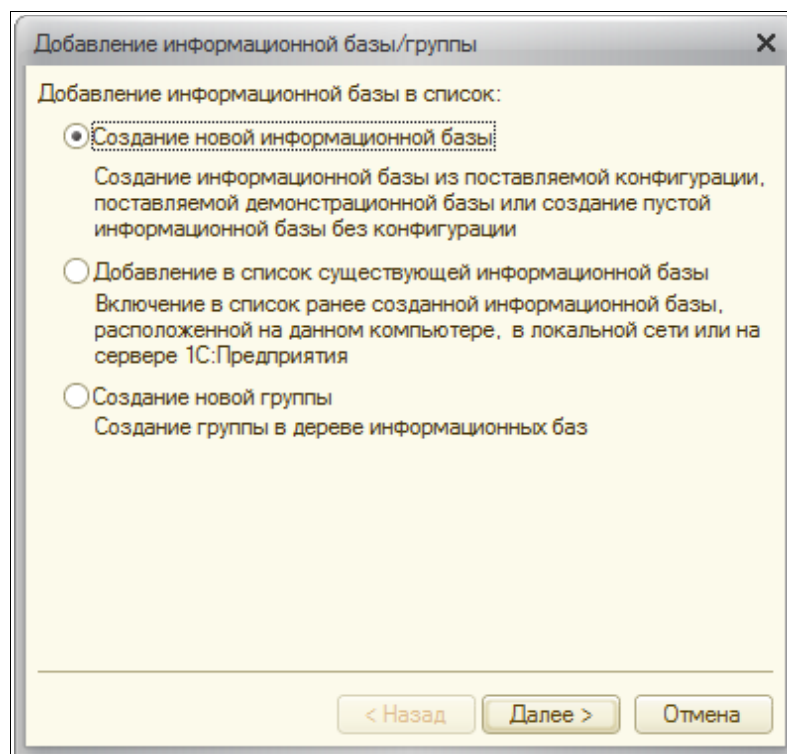 Добавление информационной базы/группы
Добавление информационной базы в список:
Создание новой информационной базы
Создание информационной базы из поставляемой конфигурации,
поставляемой демонстрационной базы или создание пустой
информационной базы без конфигурации
Добавление в список существующей информационной базы
Включение в список ранее созданной информационной базы,
расположенной на данном компьютере, в локальной сети или на
сервере 1С:Предприятия
Создание новой группы
Создание группы в дереве информационных баз
< Назад Далее > Отмена